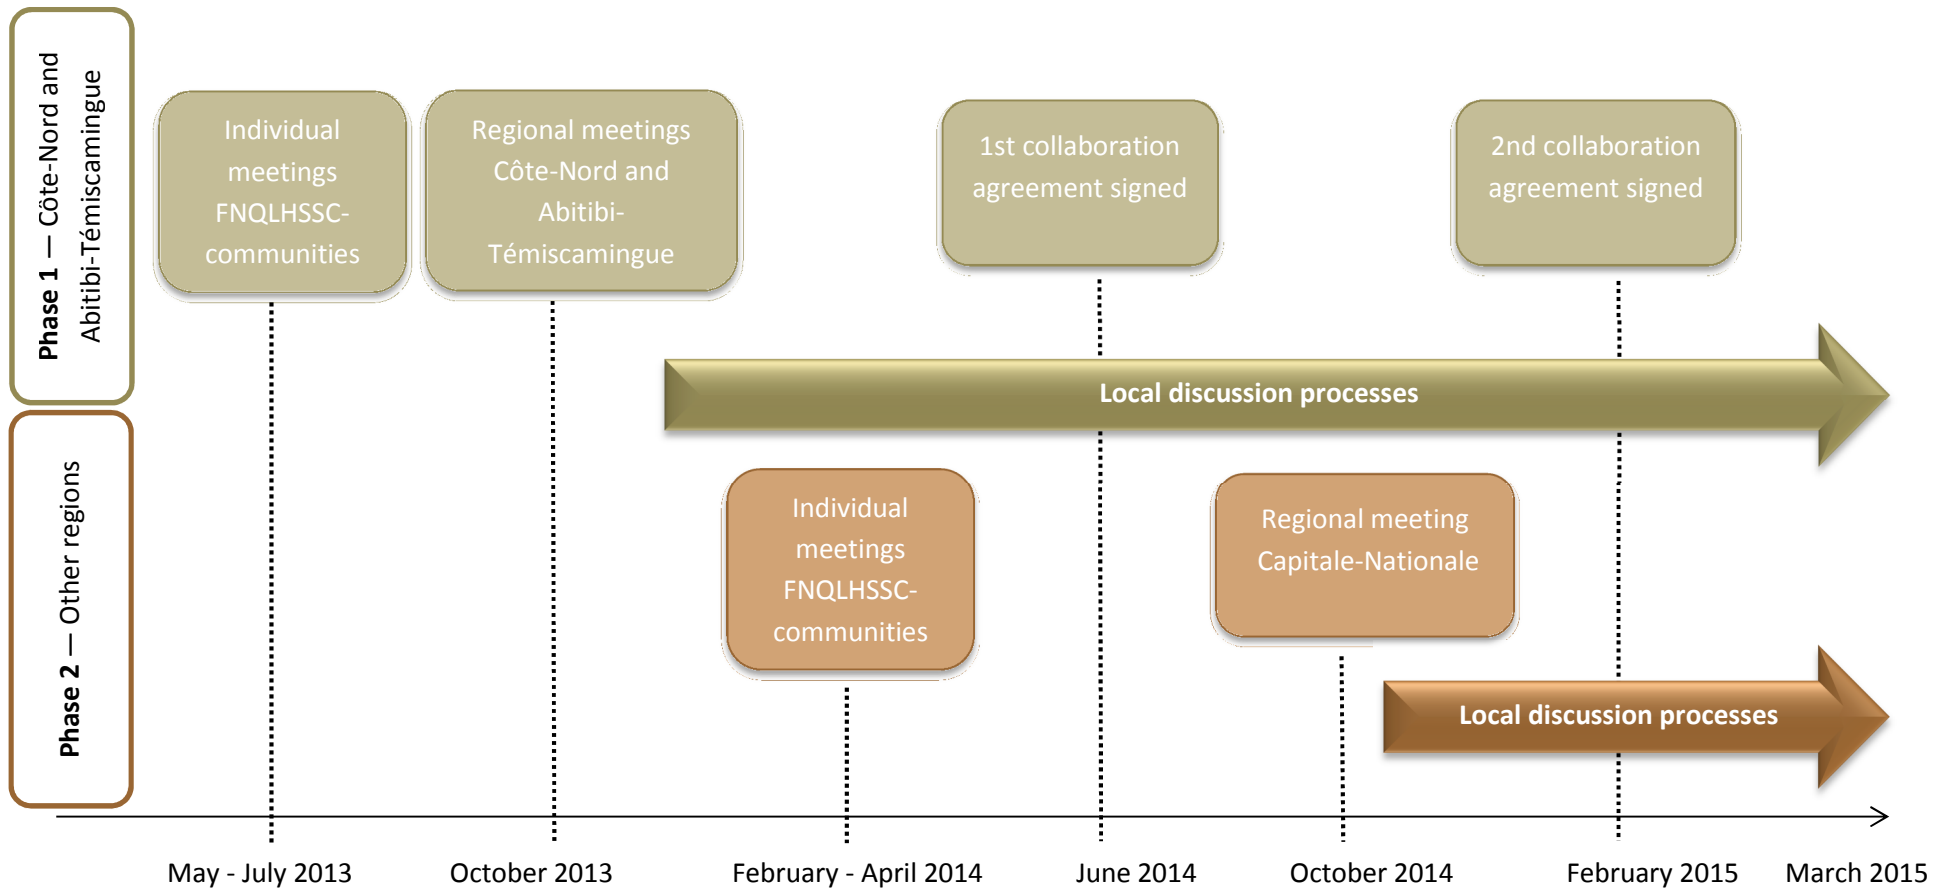 Phase 1 — Côte-Nord and
Abitibi-Témiscamingue
Individual
meetings
FNQLHSSC-
communities
Regional meetings
Côte-Nord and
Abitibi-
Témiscamingue
1st collaboration
agreement signed
2nd collaboration
agreement signed
Local discussion processes
Phase 2 — Other regions
Individual
meetings
FNQLHSSC-
communities
Regional meeting
Capitale-Nationale
Local discussion processes
May - July 2013
October 2013
February - April 2014
June 2014
October 2014
February 2015
March 2015